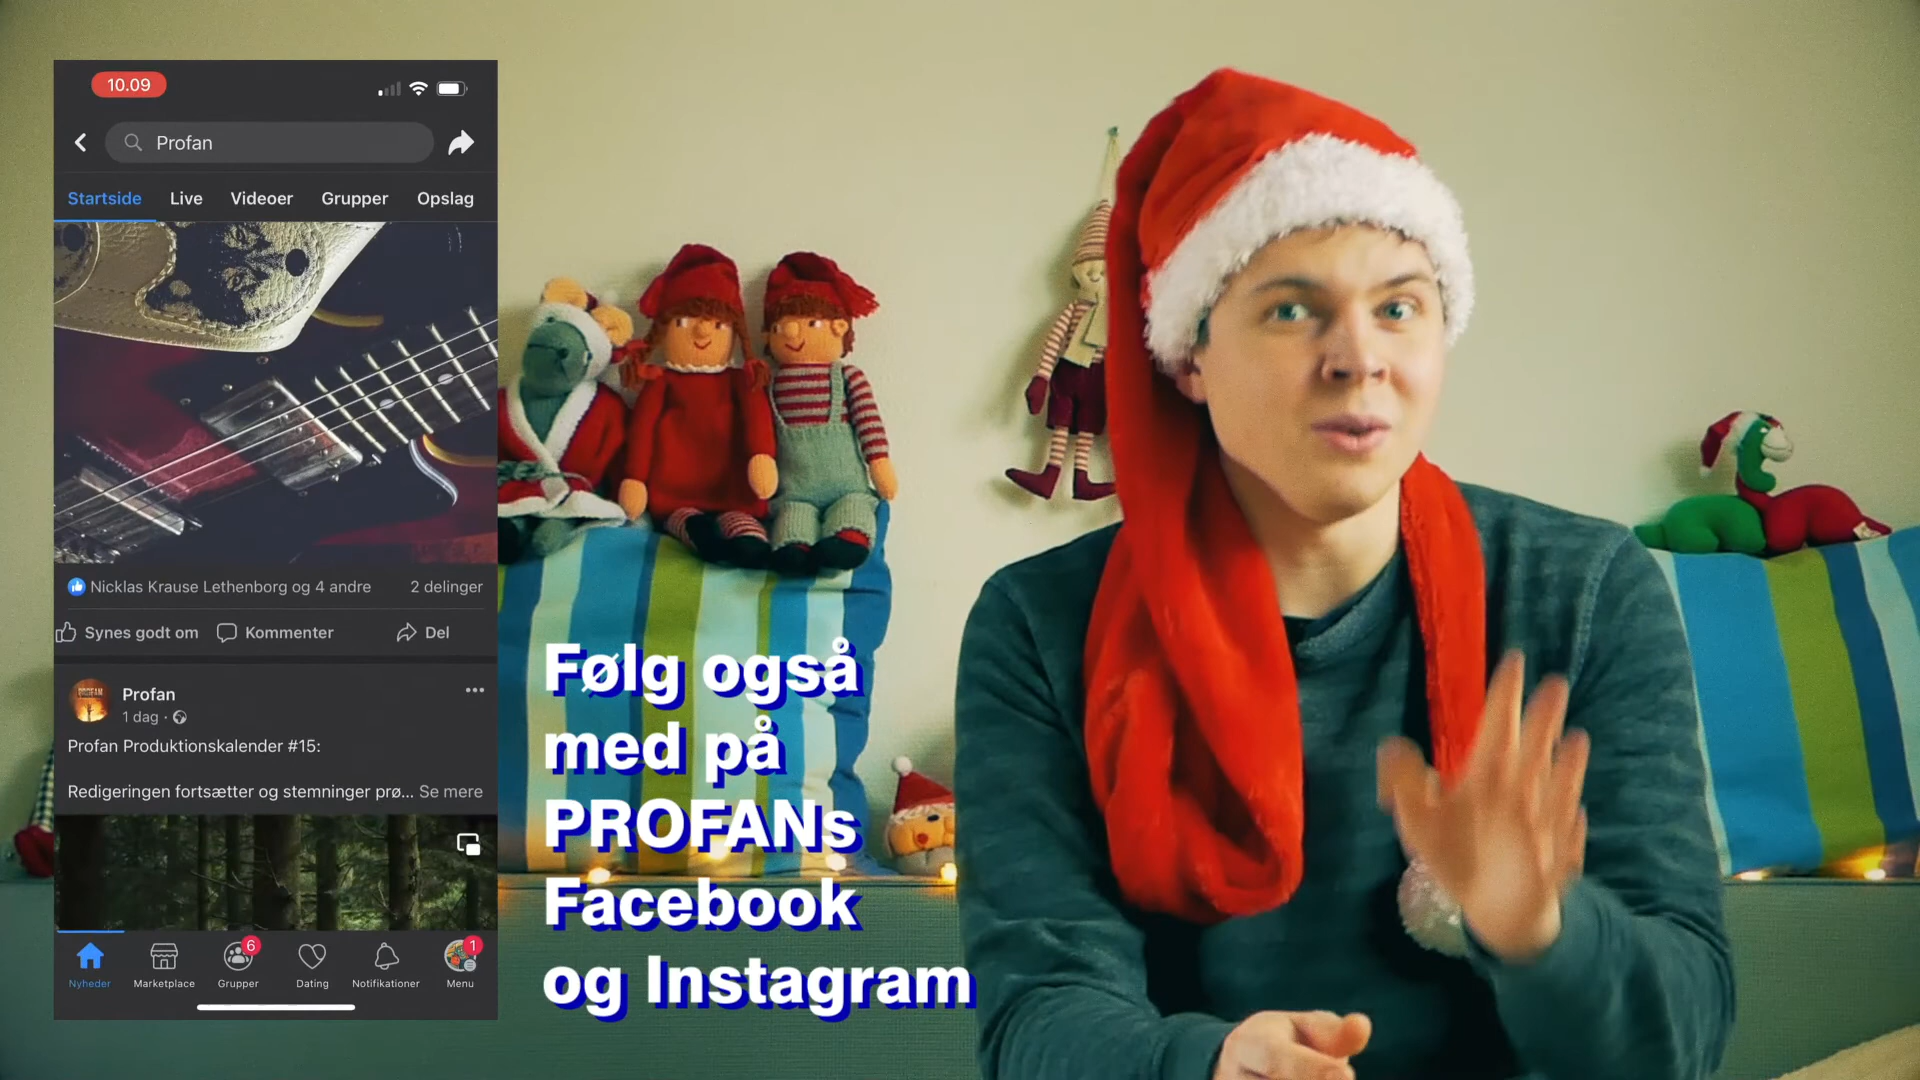 10.09
Profan
Startside Live Videoer Grupper Opslag
Nicklas Krause Lethenborg og 4 andre 2 delinger
Synes godt om Kommenter Del
Profan
1 dag ·
Profan Produktionskalender #15:
Redigeringen fortsætter og stemninger prø... Se mere
6 1
Nyheder Marketplace Grupper Dating Notifikationer Menu
Følg også
med på
PROFANs
Facebook
og Instagram